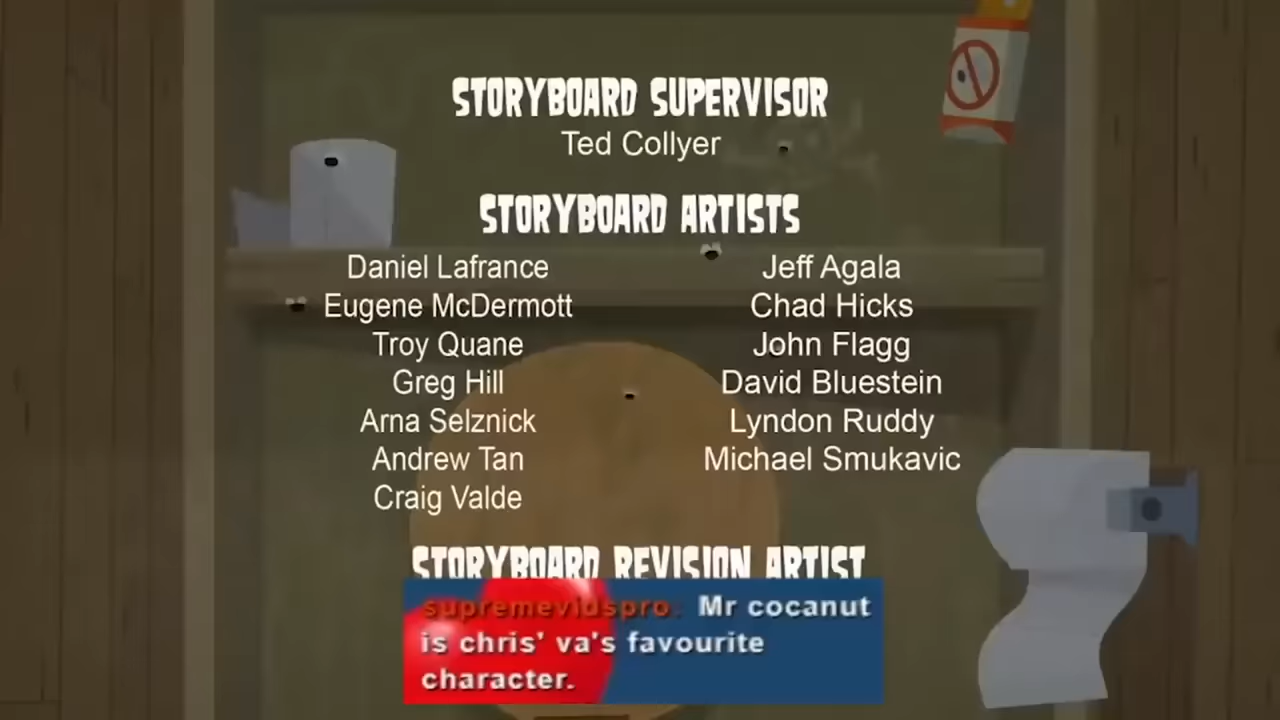 STORYBOARD SUPERVISOR
Ted Collyer
STORYBOARD ARTISTS
Daniel Lafrance
Eugene McDermott
Troy Quane
Greg Hill
Arna Selznick
Andrew Tan
Craig Valde
Jeff Agala
Chad Hicks
John Flagg
David Bluestein
Lyndon Ruddy
Michael Smukavic
STORYBOARD REVISION ARTIST
supremevidspro: Mr cocanut
is chris' va's favourite
character.